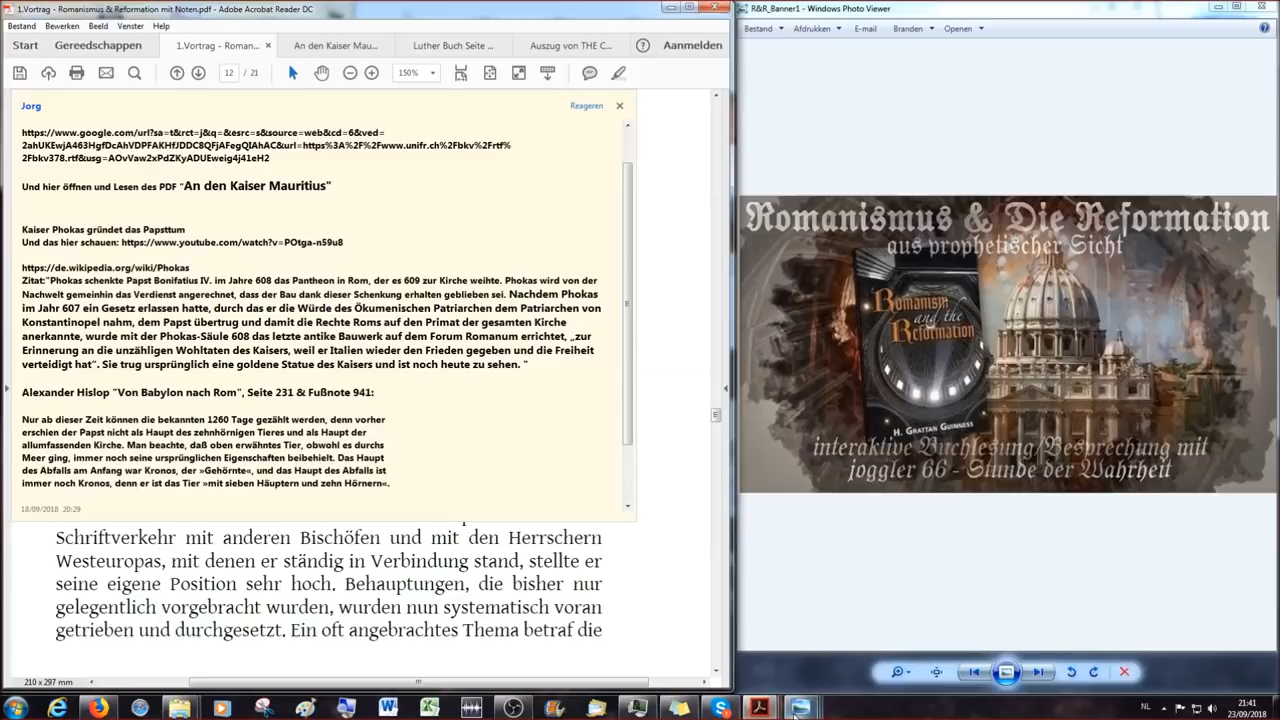 1.Vortrag - Romanismus & Reformation mit Noten.pdf - Adobe Acrobat Reader DC
Bestand Bewerken Beeld Venster Help
Start Gereedschappen 1.Vortrag - Roman... × An den Kaiser Mau... Luther Buch Seite ... Auszug von THE C... Aanmelden
12 / 21 150%
Jorg
Reageren
https://www.google.com/url?sa=t&rct=j&q=&esrc=s&source=web&cd=6&ved=
2ahUKEwjA463HgfDcAhVDPFAKHfJDDC8QFjAFegQIAhAC&url=https%3A%2F%2Fwww.unifr.ch%2Fbkv%2Frtf%
2Fbkv378.rtf&usg=AOvVaw2xPdZKyADUEweig4j41eH2
Und hier öffnen und Lesen des PDF "An den Kaiser Mauritius"
Kaiser Phokas gründet das Papsttum
Und das hier schauen: https://www.youtube.com/watch?v=POtga-n59u8
https://de.wikipedia.org/wiki/Phokas
Zitat:"Phokas schenkte Papst Bonifatius IV. im Jahre 608 das Pantheon in Rom, der es 609 zur Kirche weihte. Phokas wird von der
Nachwelt gemeinhin das Verdienst angerechnet, dass der Bau dank dieser Schenkung erhalten geblieben sei. Nachdem Phokas
im Jahr 607 ein Gesetz erlassen hatte, durch das er die Würde des Ökumenischen Patriarchen dem Patriarchen von
Konstantinopel nahm, dem Papst übertrug und damit die Rechte Roms auf den Primat der gesamten Kirche
anerkannte, wurde mit der Phokas-Säule 608 das letzte antike Bauwerk auf dem Forum Romanum errichtet, „zur
Erinnerung an die unzähligen Wohltaten des Kaisers, weil er Italien wieder den Frieden gegeben und die Freiheit
verteidigt hat“. Sie trug ursprünglich eine goldene Statue des Kaisers und ist noch heute zu sehen. "
Alexander Hislop "Von Babylon nach Rom", Seite 231 & Fußnote 941:
Nur ab dieser Zeit können die bekannten 1260 Tage gezählt werden, denn vorher
erschien der Papst nicht als Haupt des zehnhörnigen Tieres und als Haupt der
allumfassenden Kirche. Man beachte, daß oben erwähntes Tier, obwohl es durchs
Meer ging, immer noch seine ursprünglichen Eigenschaften beibehielt. Das Haupt
des Abfalls am Anfang war Kronos, der »Gehörnte«, und das Haupt des Abfalls ist
immer noch Kronos, denn er ist das Tier »mit sieben Häuptern und zehn Hörnern«.
18/09/2018 20:29
Schriftverkehr mit anderen Bischöfen und mit den Herrschern
Westeuropas, mit denen er ständig in Verbindung stand, stellte er
seine eigene Position sehr hoch. Behauptungen, die bisher nur
gelegentlich vorgebracht wurden, wurden nun systematisch voran
getrieben und durchgesetzt. Ein oft angebrachtes Thema betraf die
210 x 297 mm
R&R_Banner1 - Windows Photo Viewer
Bestand Afdrukken E-mail Branden Openen
Romanismus & Die Reformation
aus prophetischer Sicht
Romanism
and the
Reformation
H. GRATTAN GUINNESS
interaktive Buchlesung/Besprechung mit
joggler 66 - Stunde der Wahrheit
NL
21:41
23/09/2018